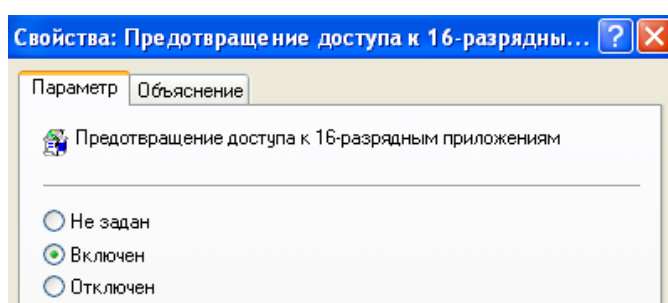 Свойства: Предотвращение доступа к 16-разрядны...
Параметр Объяснение
Предотвращение доступа к 16-разрядным приложениям
Не задан
Включен
Отключен